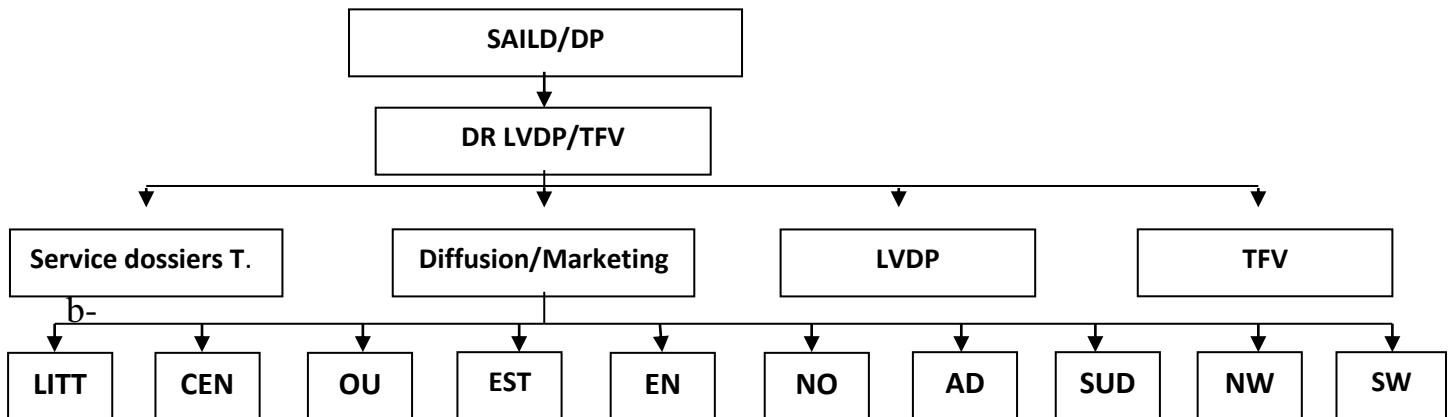 SAILD/DP
DR LVDP/TFV
Service dossiers T. Diffusion/Marketing LVDP TFV
b-
LITT CEN OU EST EN NO AD SUD NW SW